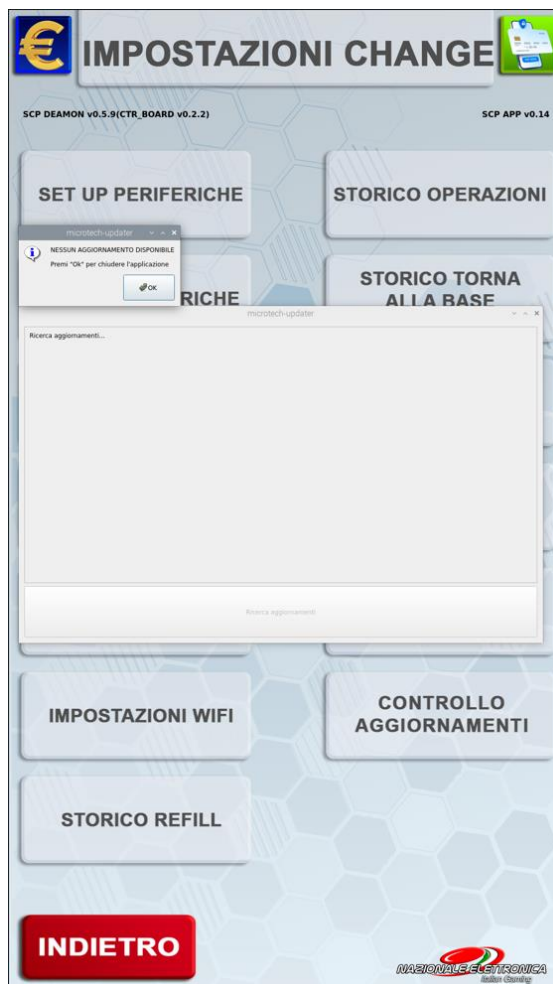 IMPOSTAZIONI CHANGE
SCP DEAMON v0.5.9(CTR_BOARD v0.2.2)
SCP APP v0.14
SET UP PERIFERICHE
STORICO OPERAZIONI
microtech-updater
NESSUN AGGIORNAMENTO DISPONIBILE
Premi "Ok" per chiudere l'applicazione
OK
RICHE
STORICO TORNA
ALLA BASE
microtech-updater
Ricerca aggiornamenti...
Ricerca Aggiornamenti
IMPOSTAZIONI WIFI
CONTROLLO
AGGIORNAMENTI
STORICO REFILL
INDIETRO
NAZIONALE ELETTRONICA
Italian Gaming